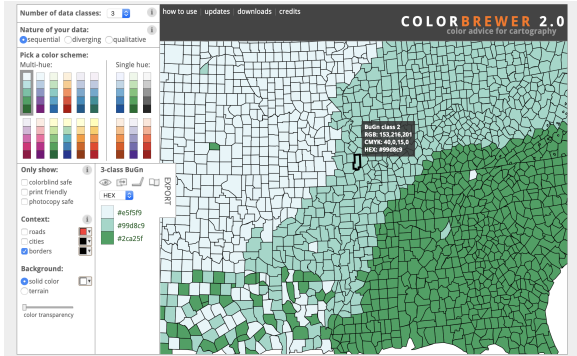 Number of data classes: 3
i
how to use | updates | downloads | credits
COLORBREWER 2.0
color advice for cartography
Nature of your data:
i
sequential diverging qualitative
Pick a color scheme:
Multi-hue: Single hue:
BuGn class 2
RGB: 153,216,201
CMYK: 40,0,15,0
HEX: #99d8c9
Only show:
i
colorblind safe
print friendly
photocopy safe
3-class BuGn
EXPORT
HEX
#e5f5f9
#99d8c9
#2ca25f
Context:
i
roads
cities
borders
Background:
solid color
terrain
color transparency